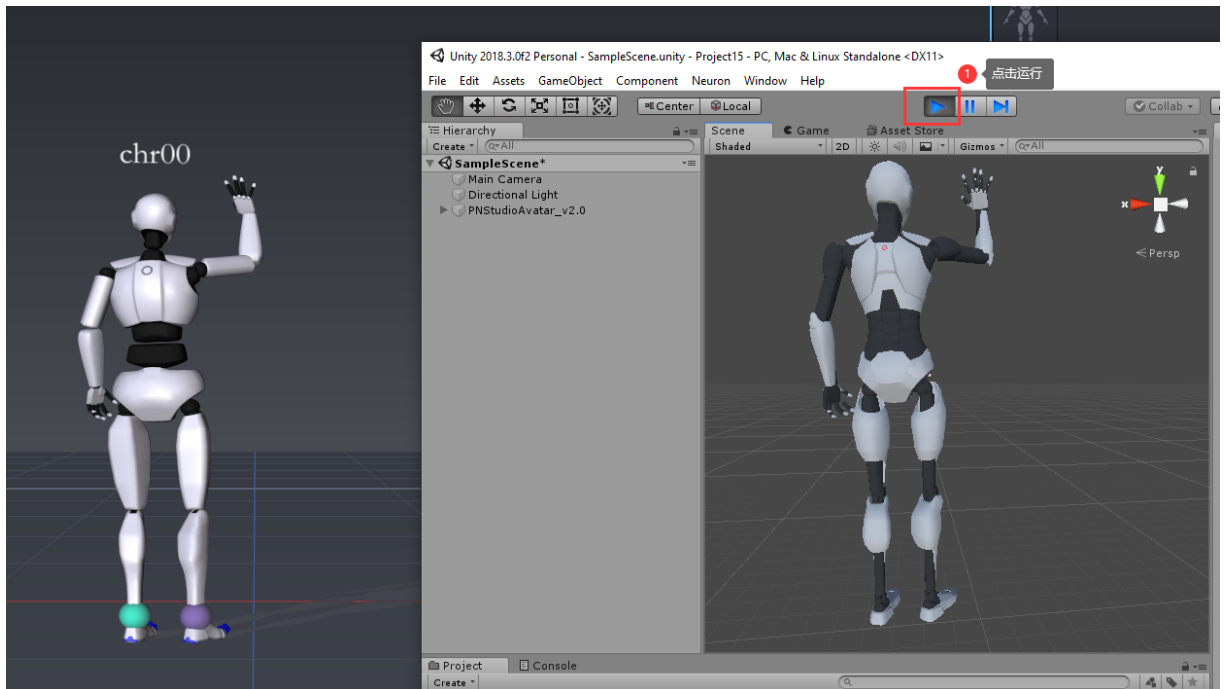 chr00
Unity 2018.3.0f2 Personal - SampleScene.unity - Project15 - PC, Mac & Linux Standalone <DX11>
File Edit Assets GameObject Component Neuron Window Help
1 点击运行
Center Local Collab
Hierarchy
Create All
SampleScene*
Main Camera
Directional Light
PNStudioAvatar_v2.0
Scene Game Asset Store
Shaded 2D Gizmos All
y
x
Persp
Project Console
Create